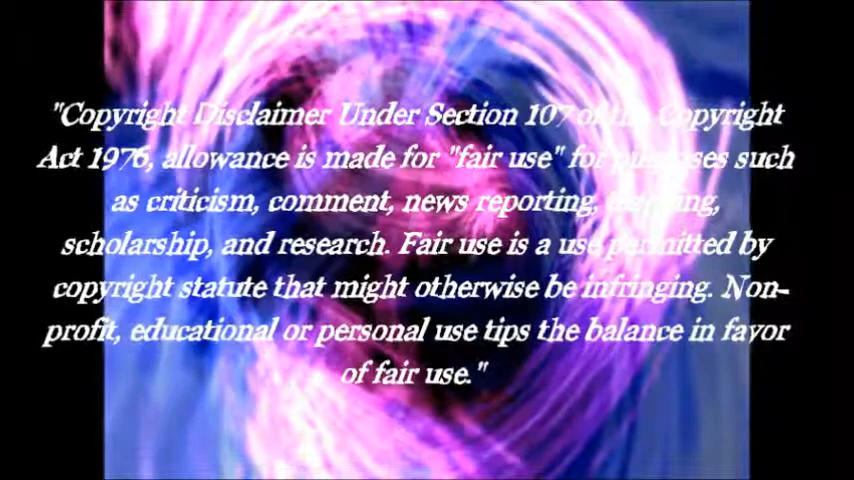 "Copyright Disclaimer Under Section 107 of the Copyright
Act 1976, allowance is made for "fair use" for purposes such
as criticism, comment, news reporting, teaching,
scholarship, and research. Fair use is a use permitted by
copyright statute that might otherwise be infringing. Non-
profit, educational or personal use tips the balance in favor
of fair use."